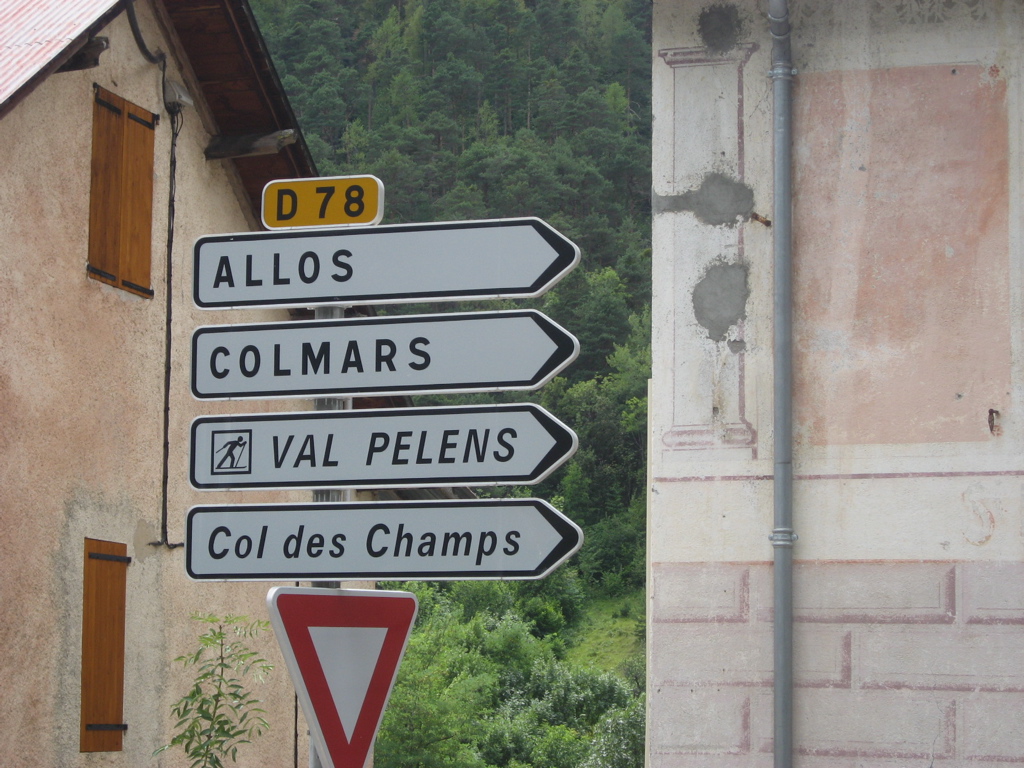 D 78
ALLOS
COLMARS
VAL PELENS
Col des Champs